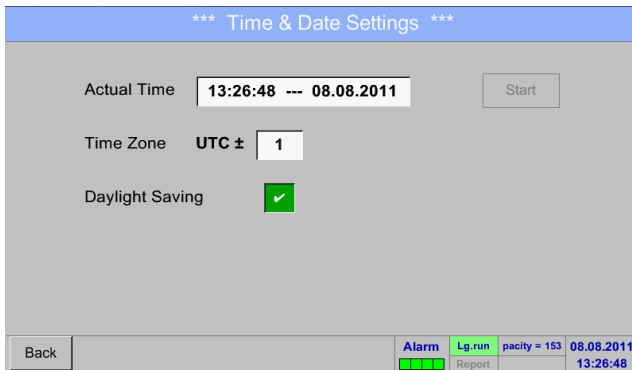 *** Time & Date Settings ***
Actual Time 13:26:48 --- 08.08.2011 Start
Time Zone UTC ± 1
Daylight Saving ✔
Back Alarm Lg.run pacity = 153 08.08.2011
Report 13:26:48